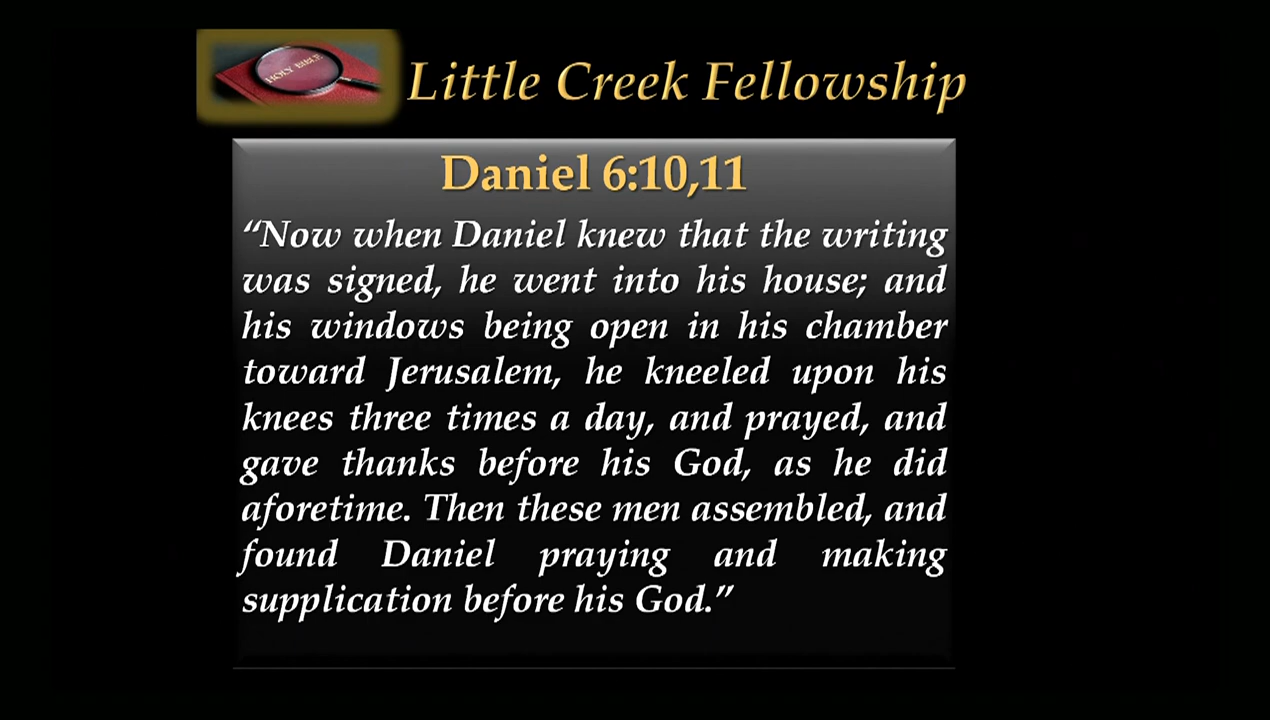 HOLY BIBLE
Little Creek Fellowship
Daniel 6:10,11
“Now when Daniel knew that the writing
was signed, he went into his house; and
his windows being open in his chamber
toward Jerusalem, he kneeled upon his
knees three times a day, and prayed, and
gave thanks before his God, as he did
aforetime. Then these men assembled, and
found Daniel praying and making
supplication before his God.”